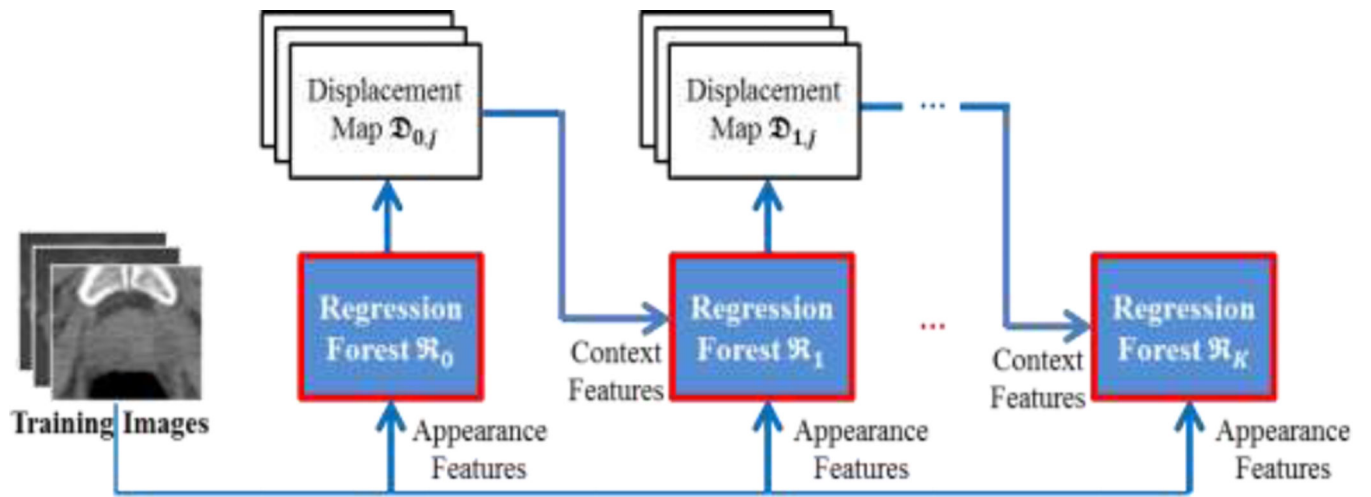 Displacement
Map 𝕯₀,ⱼ
Displacement
Map 𝕯₁,ⱼ
...
Regression
Forest ℜ₀
Regression
Forest ℜ₁
...
Regression
Forest ℜ_K
Context
Features
Context
Features
Training Images
Appearance
Features
Appearance
Features
Appearance
Features